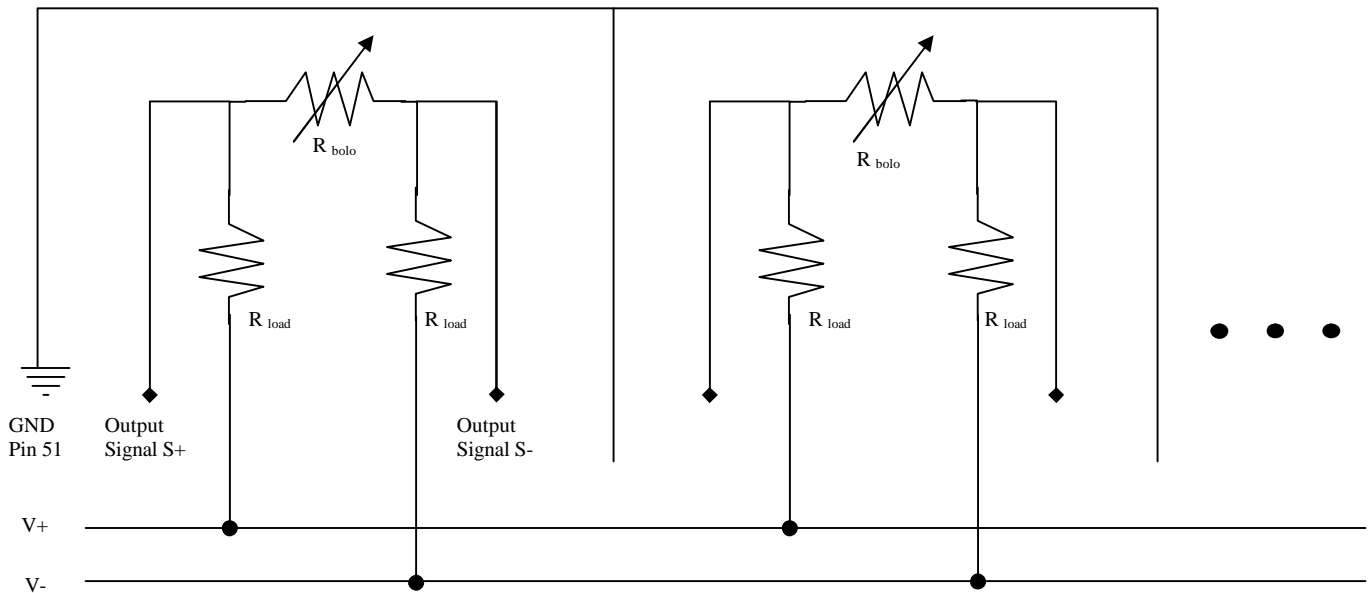 R bolo
R bolo
R load
R load
R load
R load
GND
Pin 51
Output
Signal S+
Output
Signal S-
V+
V-